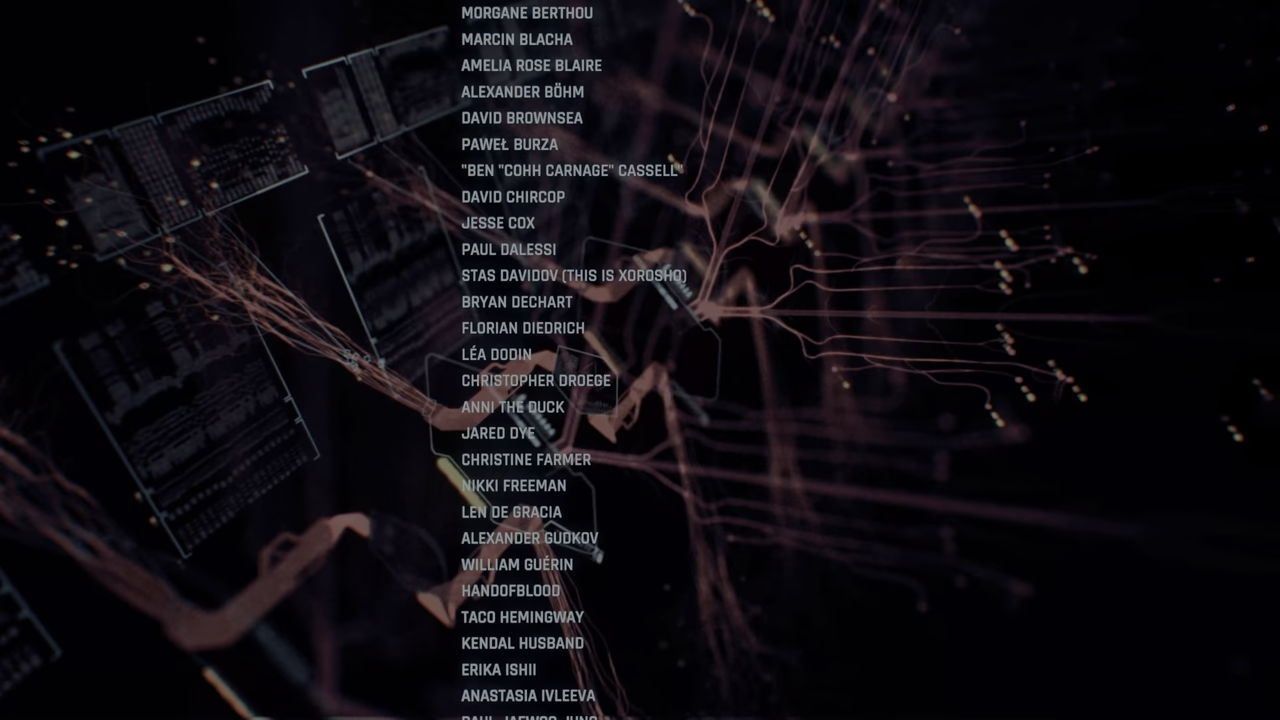 MORGANE BERTHOU
MARCIN BLACHA
AMELIA ROSE BLAIRE
ALEXANDER BÖHM
DAVID BROWNSEA
PAWEŁ BURZA
"BEN "COHH CARNAGE" CASSELL"
DAVID CHIRCOP
JESSE COX
PAUL DALESSI
STAS DAVIDOV (THIS IS XOROSHO)
BRYAN DECHART
FLORIAN DIEDRICH
LÉA DODIN
CHRISTOPHER DROEGE
ANNI THE DUCK
JARED DYE
CHRISTINE FARMER
NIKKI FREEMAN
LEN DE GRACIA
ALEXANDER GUDKOV
WILLIAM GUÉRIN
HANDOFBLOOD
TACO HEMINGWAY
KENDAL HUSBAND
ERIKA ISHII
ANASTASIA IVLEEVA